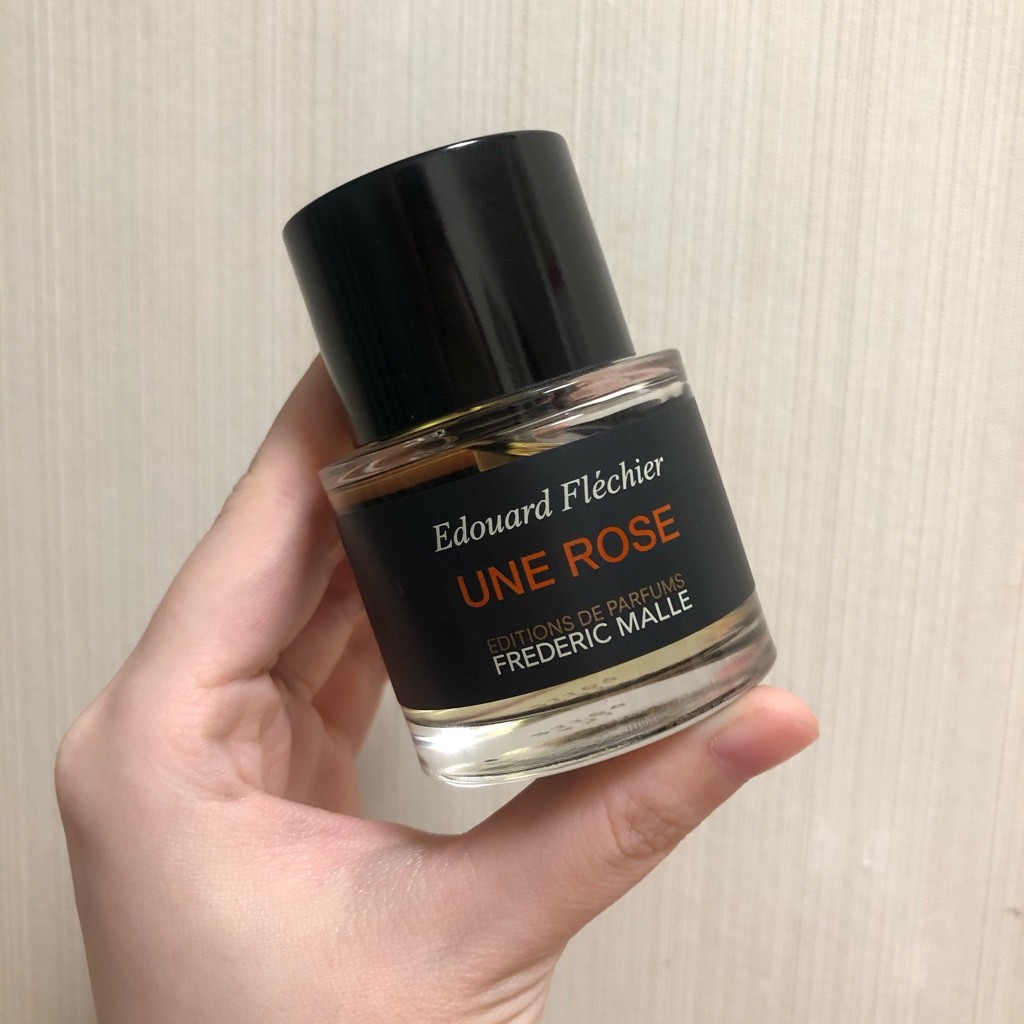 Edouard Fléchier
UNE ROSE
EDITIONS DE PARFUMS
FREDERIC MALLE